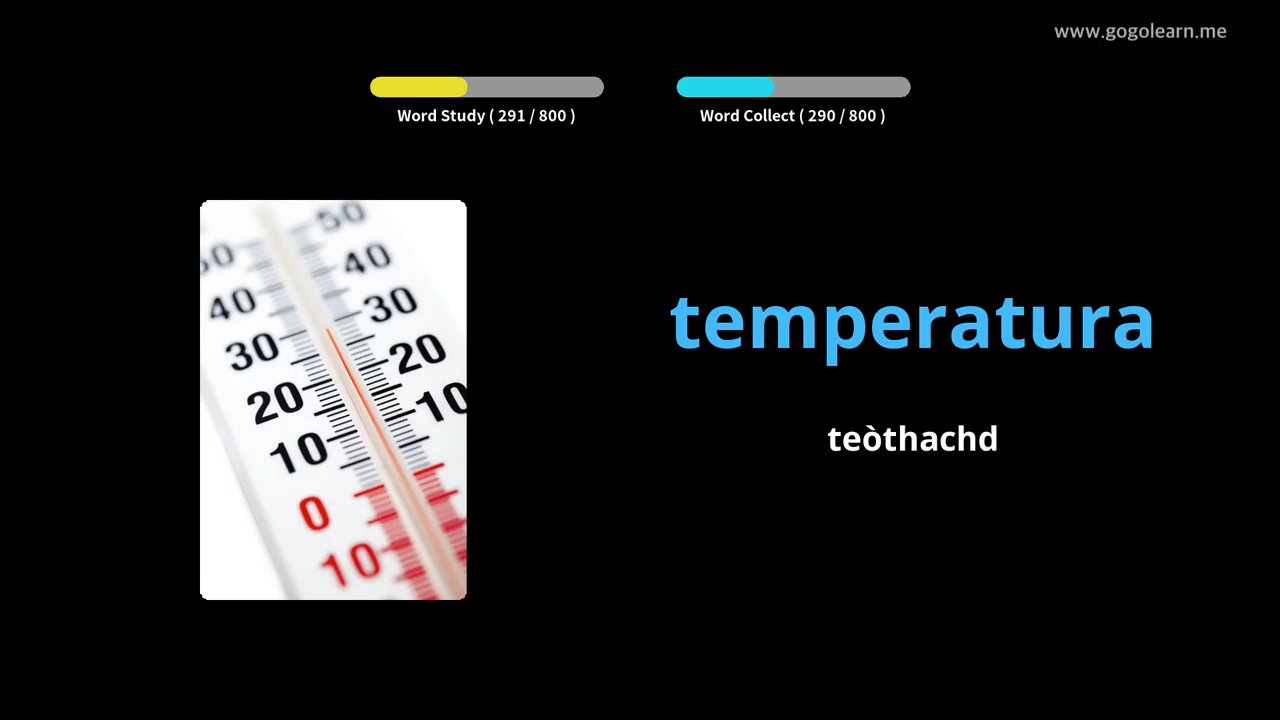 www.gogolearn.me
Word Study ( 291 / 800 )
Word Collect ( 290 / 800 )
50
50
40
40
30
30
20
20
10
10
0
10
temperatura
teòthachd